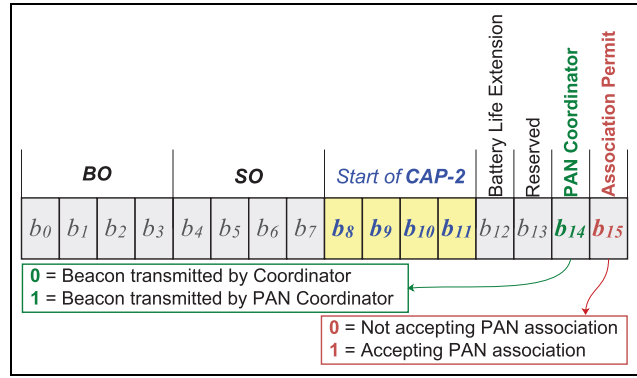 BO
SO
Start of CAP-2
Battery Life Extension
Reserved
PAN Coordinator
Association Permit
b0 b1 b2 b3 b4 b5 b6 b7 b8 b9 b10 b11 b12 b13 b14 b15
0 = Beacon transmitted by Coordinator
1 = Beacon transmitted by PAN Coordinator
0 = Not accepting PAN association
1 = Accepting PAN association